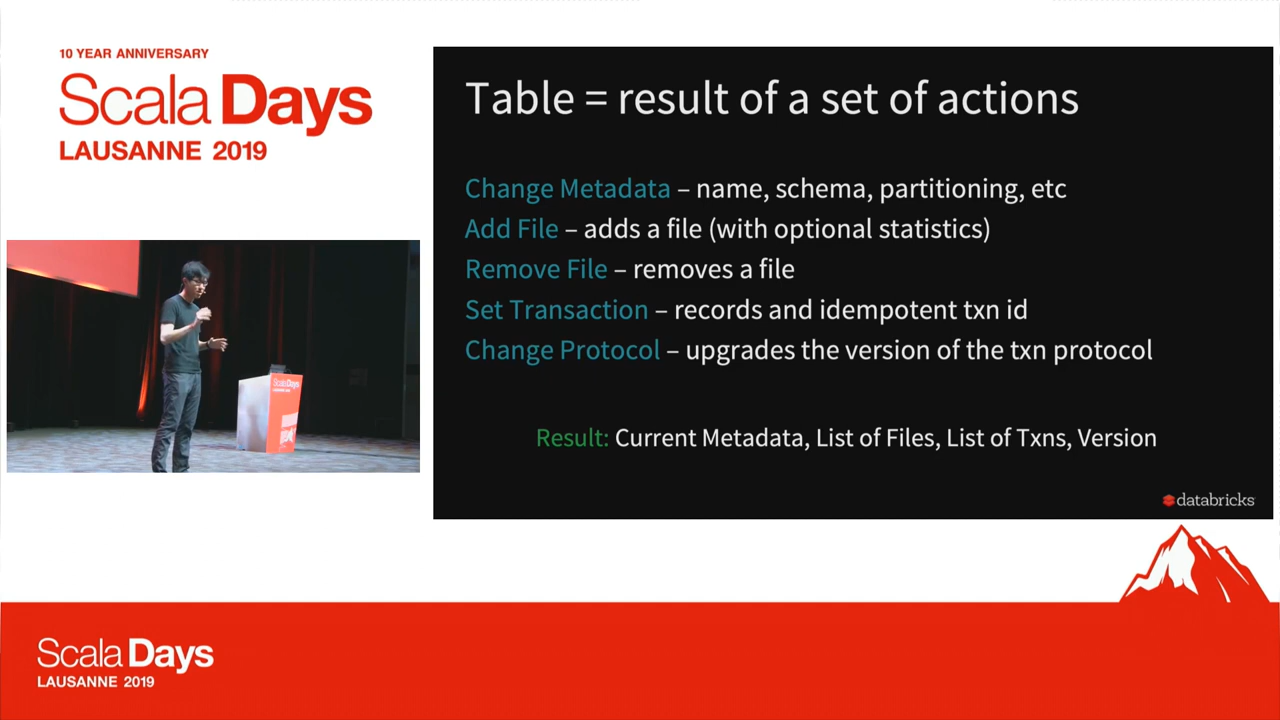 10 YEAR ANNIVERSARY
Scala Days
LAUSANNE 2019
Table = result of a set of actions
Change Metadata – name, schema, partitioning, etc
Add File – adds a file (with optional statistics)
Remove File – removes a file
Set Transaction – records and idempotent txn id
Change Protocol – upgrades the version of the txn protocol
Result: Current Metadata, List of Files, List of Txns, Version
databricks
ScalaDays
Scala Days
LAUSANNE 2019